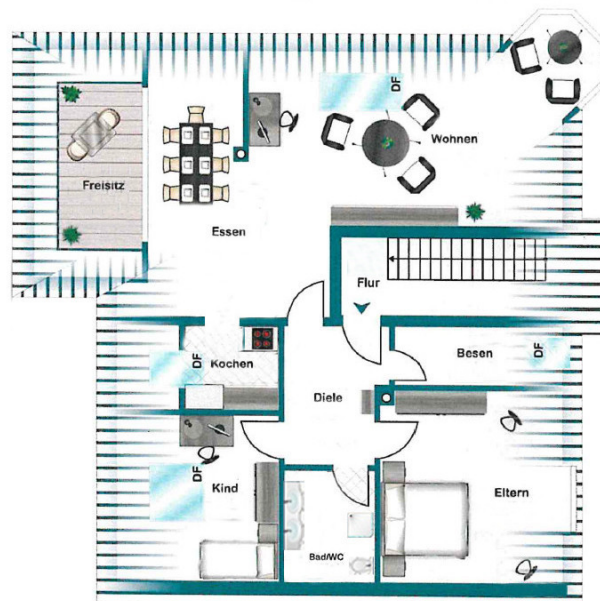 DF
Wohnen
Freisitz
Essen
Flur
Kochen
DF
Besen
DF
Diele
DF
Kind
Eltern
Bad/WC